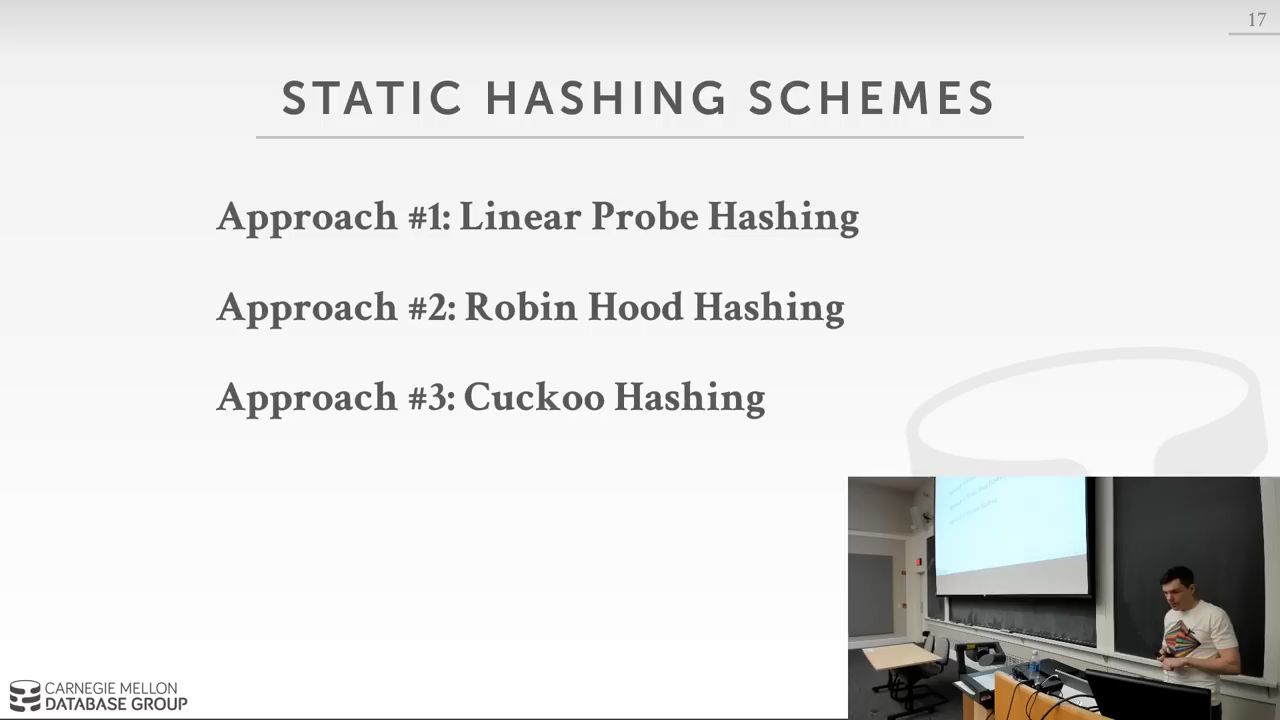 17
STATIC HASHING SCHEMES
Approach #1: Linear Probe Hashing
Approach #2: Robin Hood Hashing
Approach #3: Cuckoo Hashing
CARNEGIE MELLON
DATABASE GROUP